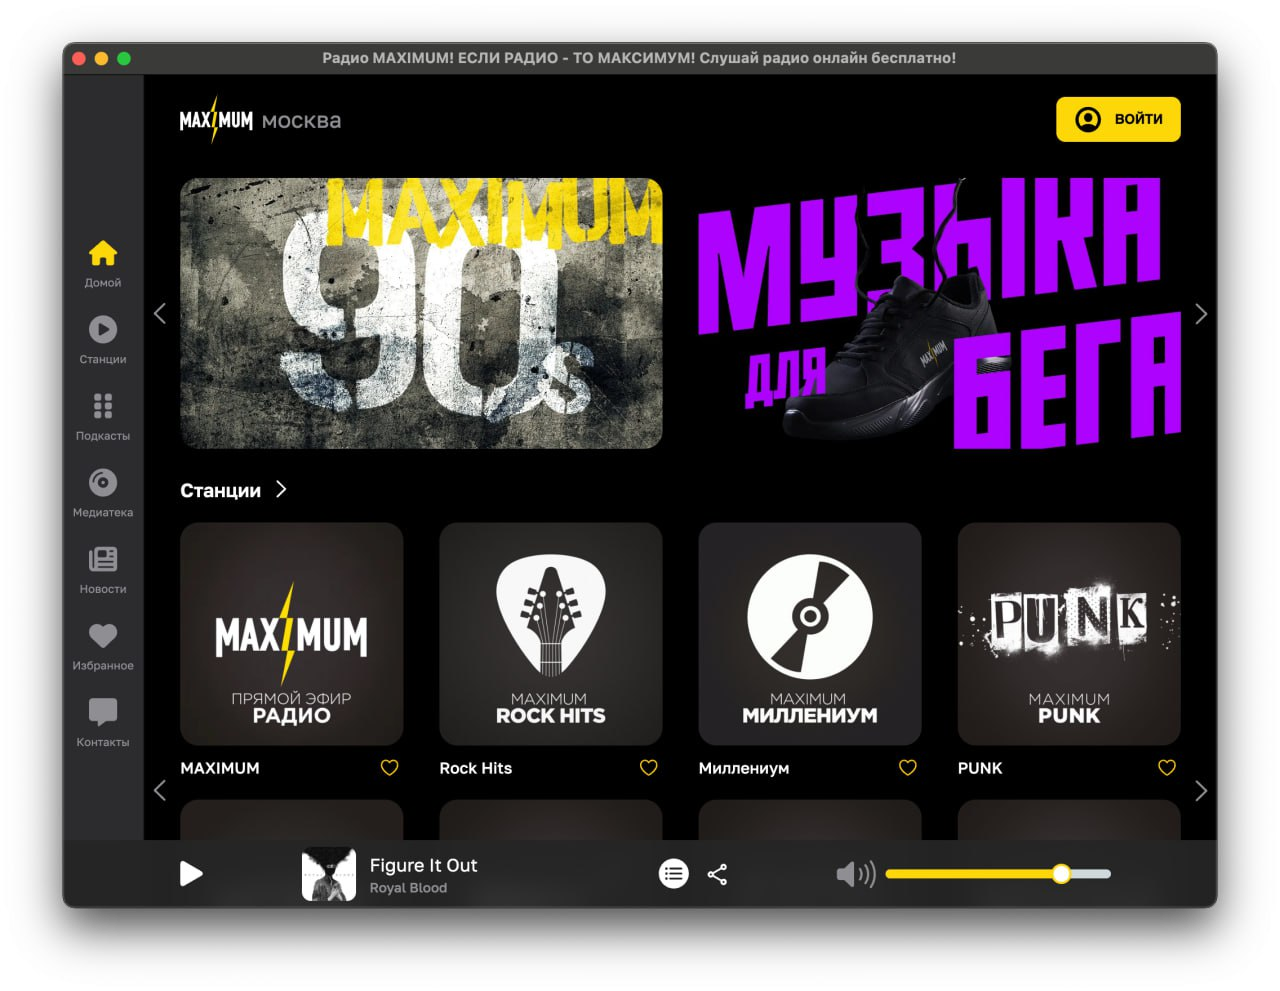 Радио MAXIMUM! ЕСЛИ РАДИО - ТО МАКСИМУМ! Слушай радио онлайн бесплатно!
MAXIMUM москва
ВОЙТИ
MAXIMUM
90s
МУЗЫКА
ДЛЯ
БЕГА
MAXIMUM
Домой
Станции
Подкасты
Медиатека
Новости
Избранное
Контакты
Станции
MAXIMUM
ПРЯМОЙ ЭФИР
РАДИО
MAXIMUM
MAXIMUM
ROCK HITS
Rock Hits
MAXIMUM
МИЛЛЕНИУМ
Миллениум
PUNK
MAXIMUM
PUNK
PUNK
Figure It Out
Royal Blood